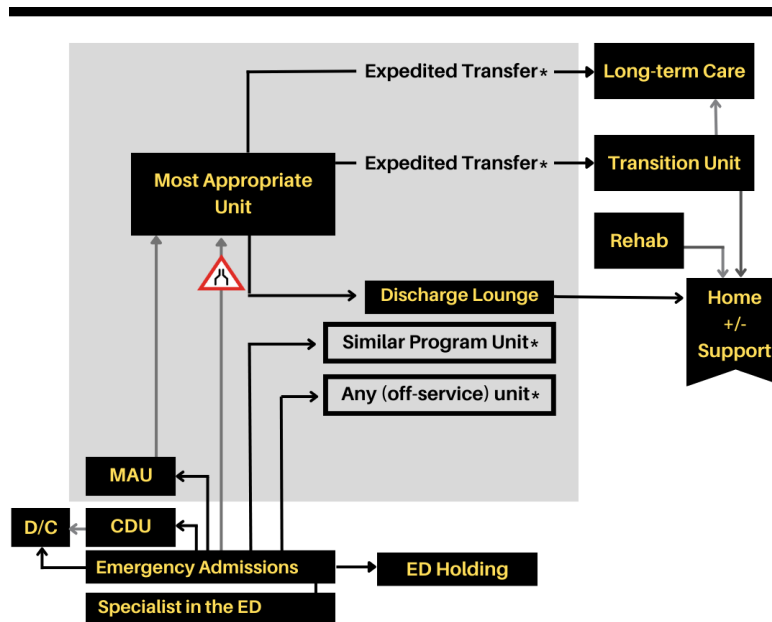 Expedited Transfer*
Long-term Care
Most Appropriate
Unit
Expedited Transfer*
Transition Unit
Rehab
Discharge Lounge
Home
+/-
Support
Similar Program Unit*
Any (off-service) unit*
MAU
D/C
CDU
Emergency Admissions
ED Holding
Specialist in the ED